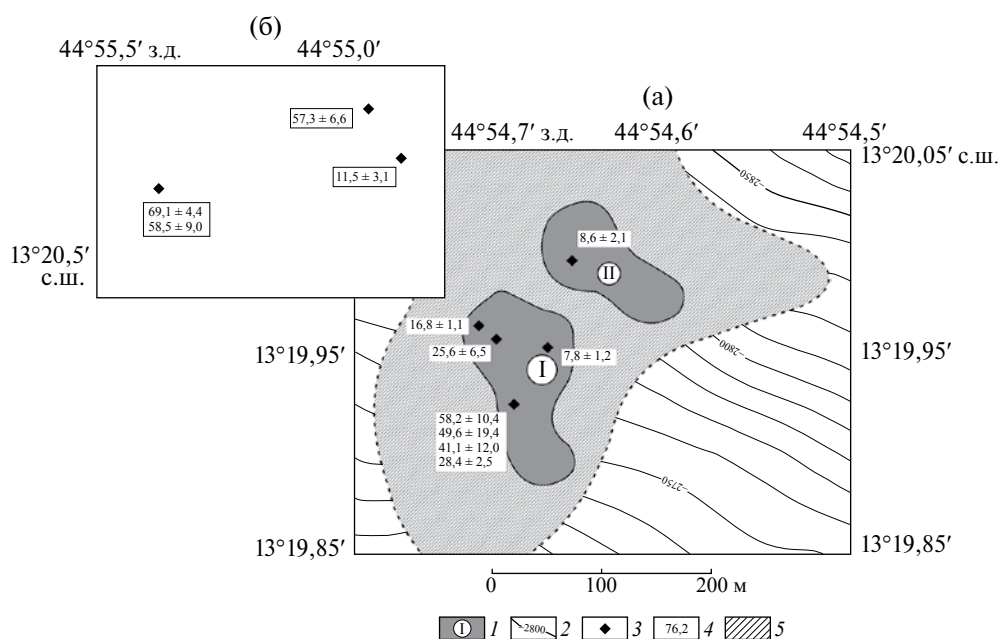 (б)
44°55,5′ з.д. 44°55,0′
57,3 ± 6,6
11,5 ± 3,1
69,1 ± 4,4
58,5 ± 9,0
13°20,5′
с.ш.
(а)
44°54,7′ з.д. 44°54,6′ 44°54,5′
13°20,05′ с.ш.
–2850
8,6 ± 2,1
II
16,8 ± 1,1
25,6 ± 6,5
7,8 ± 1,2
I
13°19,95′ 13°19,95′
–2800
58,2 ± 10,4
49,6 ± 19,4
41,1 ± 12,0
28,4 ± 2,5
–2750
13°19,85′ 13°19,85′
0 100 200 м
I 1 –2800 2 3 76,2 4 5